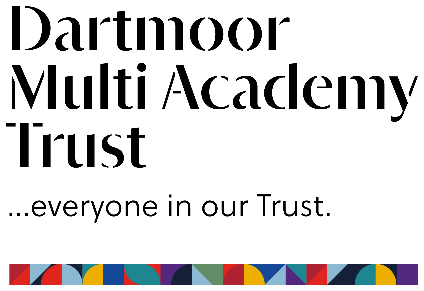 Dartmoor
Multi Academy
Trust
...everyone in our Trust.